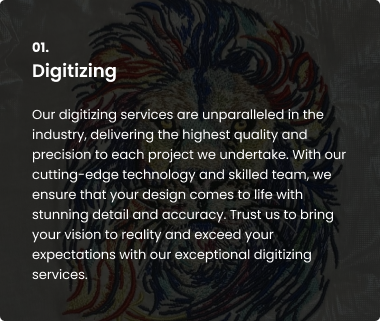 01.
Digitizing
Our digitizing services are unparalleled in the
industry, delivering the highest quality and
precision to each project we undertake. With our
cutting-edge technology and skilled team, we
ensure that your design comes to life with
stunning detail and accuracy. Trust us to bring
your vision to reality and exceed your
expectations with our exceptional digitizing
services.